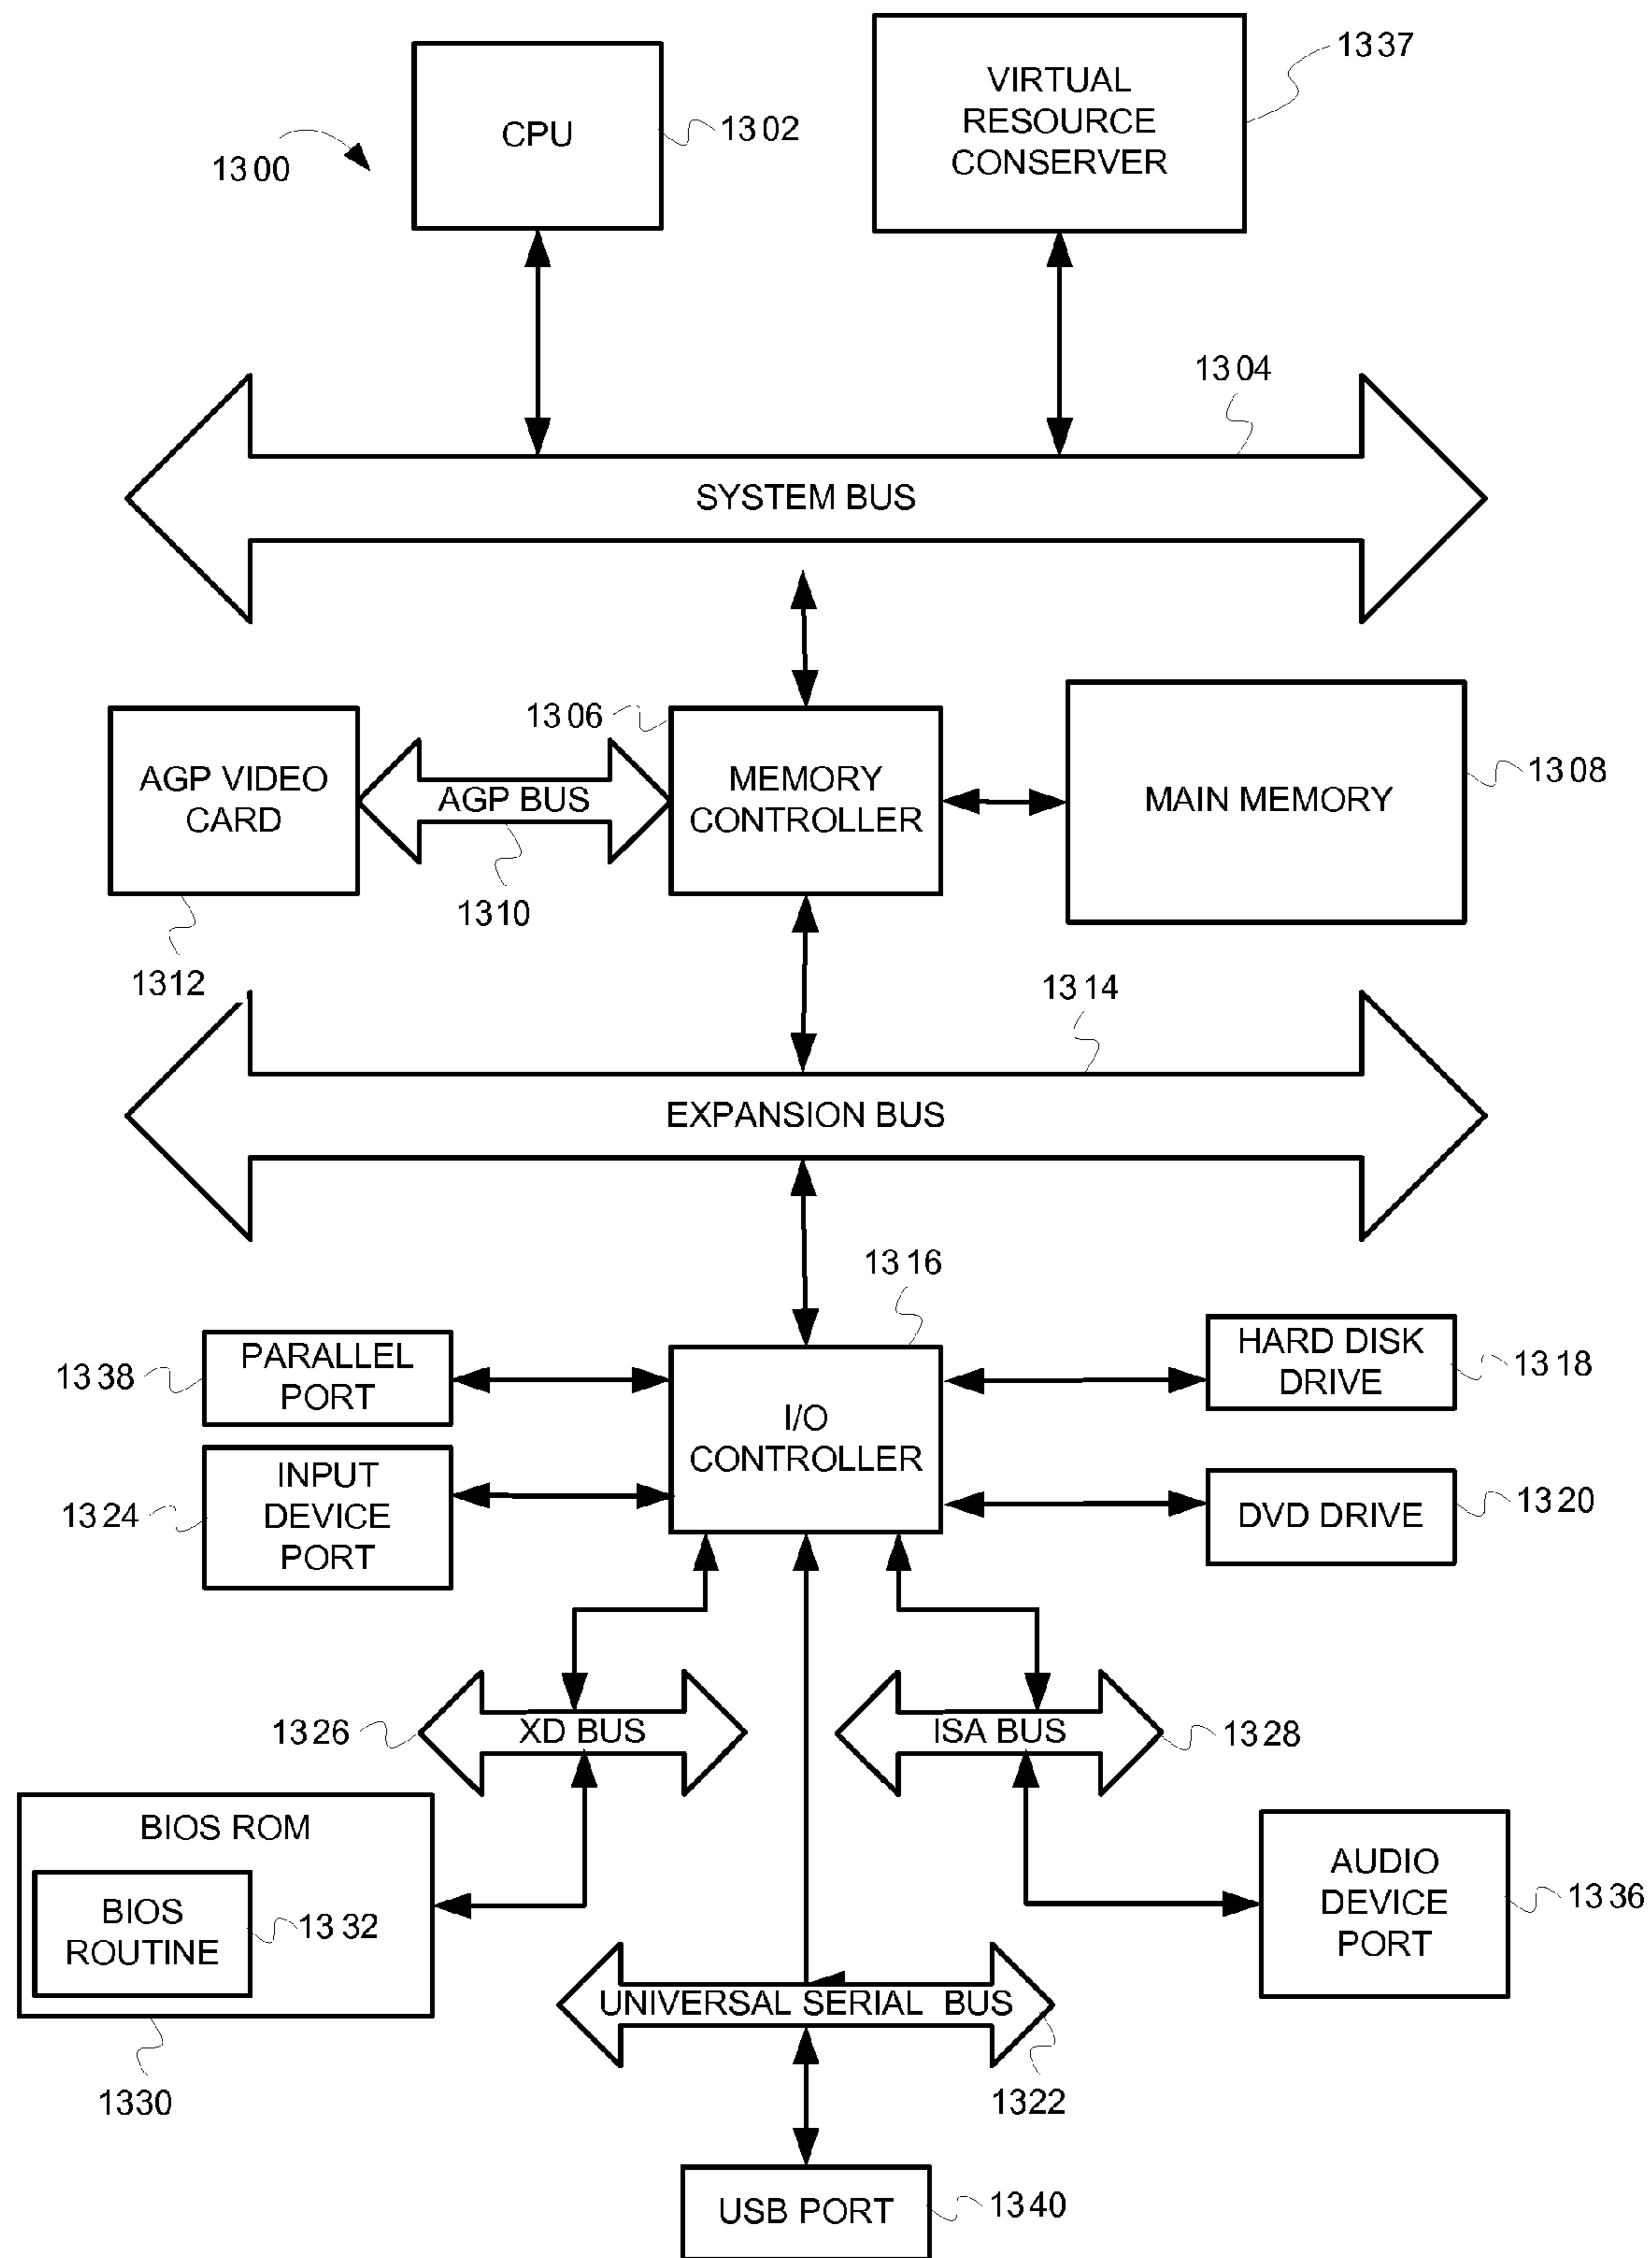 1300
CPU
1302
VIRTUAL
RESOURCE
CONSERVER
1337
1304
SYSTEM BUS
AGP VIDEO
CARD
1312
AGP BUS
1310
1306
MEMORY
CONTROLLER
MAIN MEMORY
1308
1314
EXPANSION BUS
1316
1338
PARALLEL
PORT
1324
INPUT
DEVICE
PORT
I/O
CONTROLLER
HARD DISK
DRIVE
1318
DVD DRIVE
1320
1326
XD BUS
ISA BUS
1328
BIOS ROM
BIOS
ROUTINE
1332
1330
AUDIO
DEVICE
PORT
1336
UNIVERSAL SERIAL BUS
1322
USB PORT
1340